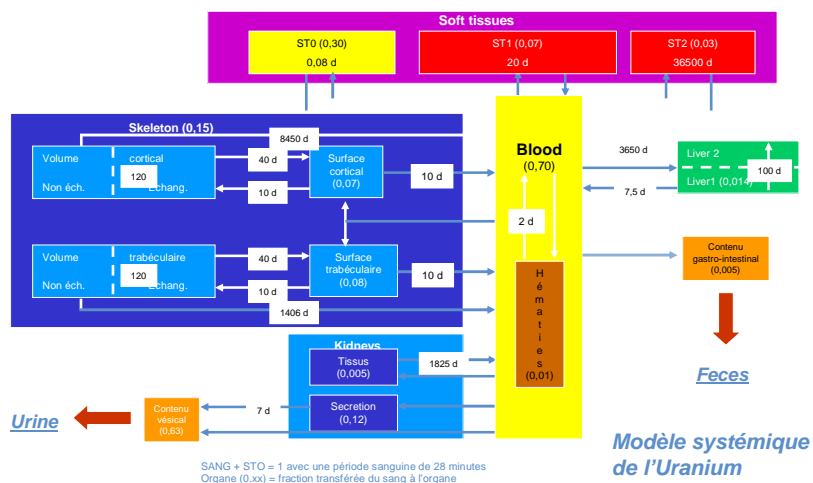 Soft tissues
ST0 (0,30)
0,08 d
ST1 (0,07)
20 d
ST2 (0,03)
36500 d
Skeleton (0,15)
8450 d
Volume
cortical
120
Non éch.
Echang.
40 d
10 d
Surface
cortical
(0,07)
10 d
Volume
trabéculaire
120
Non éch.
Echang.
40 d
10 d
Surface
trabéculaire
(0,08)
10 d
1406 d
Blood
(0,70)
2 d
H
é
m
a
t
i
e
s
(0,01)
3650 d
7,5 d
Liver 2
Liver1 (0,014)
100 d
Contenu
gastro-intestinal
(0,005)
Feces
Kidneys
Tissus
(0,005)
1825 d
Secretion
(0,12)
7 d
Contenu
vésical
(0,63)
Urine
Modèle systémique
de l'Uranium
SANG + STO = 1 avec une période sanguine de 28 minutes
Organe (0.xx) = fraction transférée du sang à l'organe